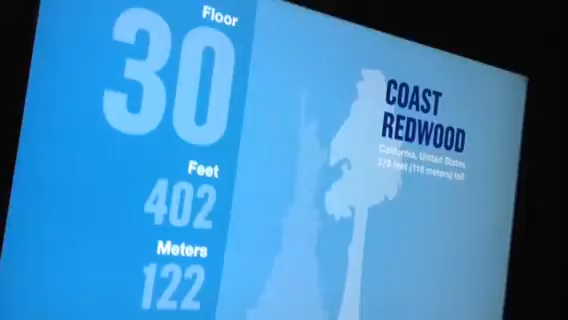 Floor
30
Feet
402
Meters
122
COAST
REDWOOD
California, United States
379 feet (116 meters) tall